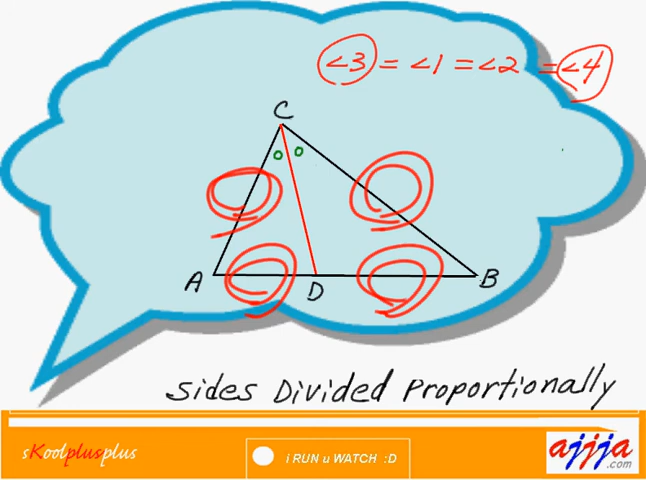 ∠3 = ∠1 = ∠2 = ∠4
C
o o
A D B
Sides Divided Proportionally
sKoolplusplus
i RUN u WATCH :D
ajjja
.com